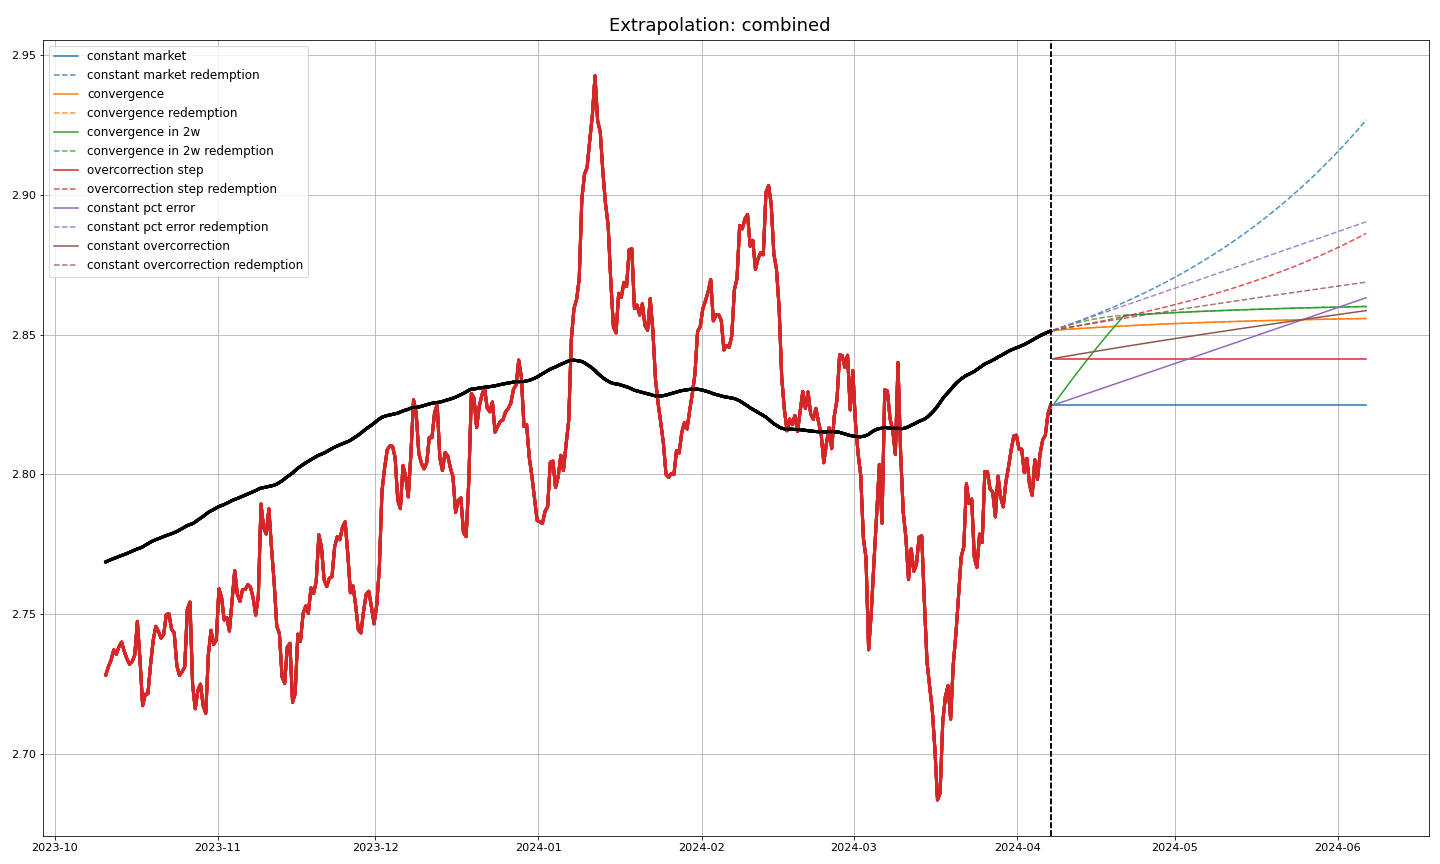 Extrapolation: combined
2.95
2.90
2.85
2.80
2.75
2.70
constant market
constant market redemption
convergence
convergence redemption
convergence in 2w
convergence in 2w redemption
overcorrection step
overcorrection step redemption
constant pct error
constant pct error redemption
constant overcorrection
constant overcorrection redemption
2023-10 2023-11 2023-12 2024-01 2024-02 2024-03 2024-04 2024-05 2024-06